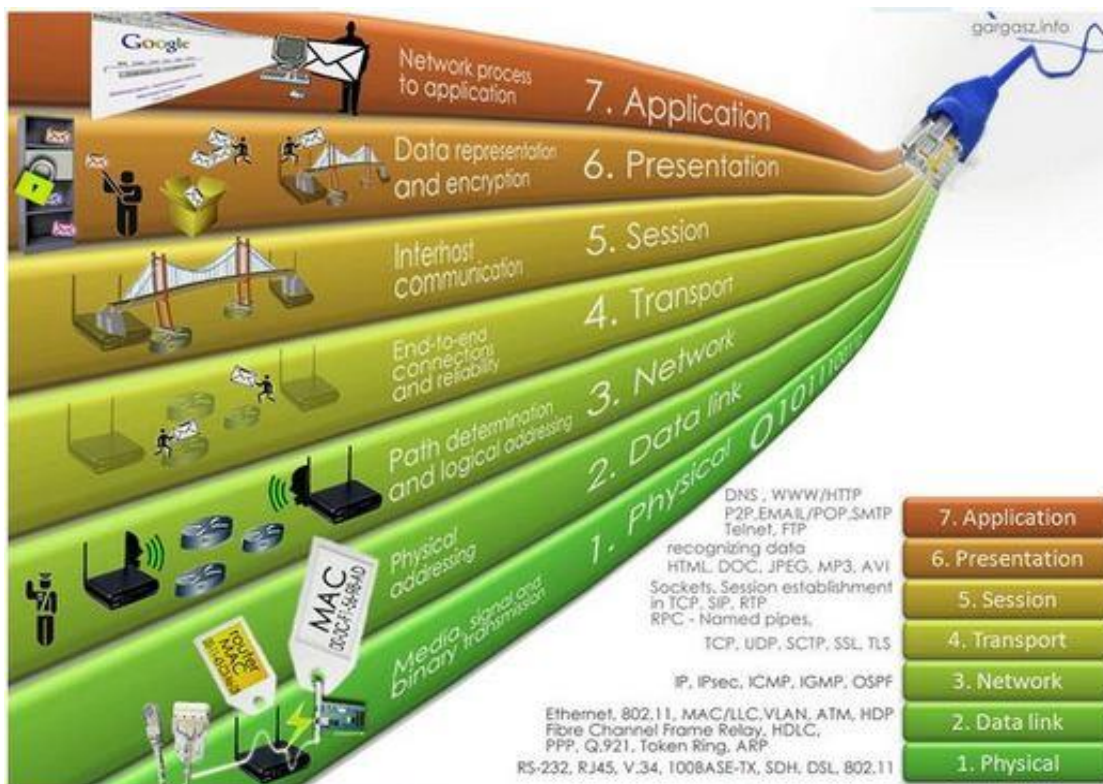 gargasz.info
Google
Network process
to application
7. Application
Data representation
and encryption
6. Presentation
Interhost
communication
5. Session
End-to-end
connections
and reliability
4. Transport
Path determination
and logical addressing
3. Network
Physical
addressing
2. Data link
Media, signal and
binary transmission
1. Physical
MAC
router
MAC
DNS , WWW/HTTP
P2P,EMAIL/POP,SMTP
Telnet, FTP
7. Application
recognizing data
HTML, DOC, JPEG, MP3, AVI
6. Presentation
Sockets, Session establishment
in TCP, SIP, RTP
RPC - Named pipes,
5. Session
TCP, UDP, SCTP, SSL, TLS
4. Transport
IP, IPsec, ICMP, IGMP, OSPF
3. Network
Ethernet, 802.11, MAC/LLC,VLAN, ATM, HDP
Fibre Channel Frame Relay, HDLC,
PPP, Q.921, Token Ring, ARP
2. Data link
RS-232, RJ45, V.34, 100BASE-TX, SDH, DSL, 802.11
1. Physical